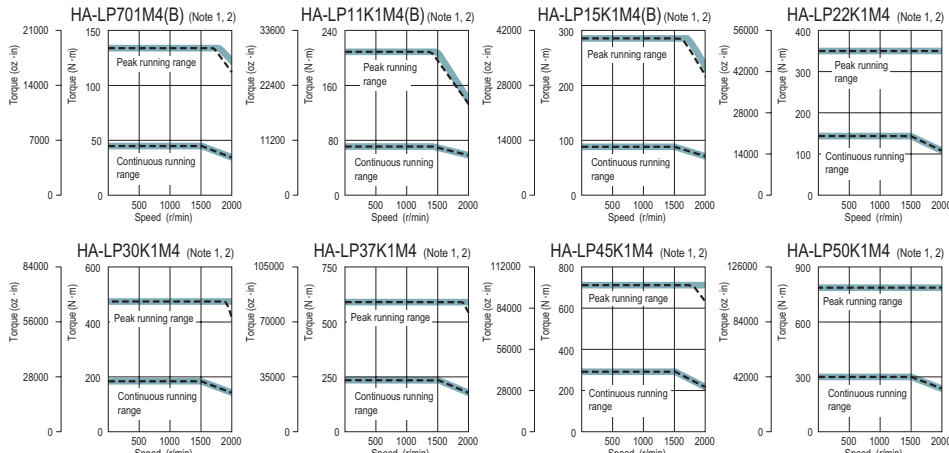 HA-LP701M4(B) (Note 1, 2)
21000
14000
7000
0
Torque (oz·in)
150
100
50
0
Torque (N·m)
Peak running range
Continuous running
range
500 1000 1500 2000
Speed (r/min)
HA-LP11K1M4(B) (Note 1, 2)
33600
22400
11200
0
Torque (oz·in)
240
160
80
0
Torque (N·m)
Peak running
range
Continuous running
range
500 1000 1500 2000
Speed (r/min)
HA-LP15K1M4(B) (Note 1, 2)
42000
28000
14000
0
Torque (oz·in)
300
200
100
0
Torque (N·m)
Peak running range
Continuous running
range
500 1000 1500 2000
Speed (r/min)
HA-LP22K1M4 (Note 1, 2)
56000
42000
28000
14000
0
Torque (oz·in)
400
300
200
100
0
Torque (N·m)
Peak running
range
Continuous running
range
500 1000 1500 2000
Speed (r/min)
HA-LP30K1M4 (Note 1, 2)
84000
56000
28000
0
Torque (oz·in)
600
400
200
0
Torque (N·m)
Peak running range
Continuous running
range
500 1000 1500 2000
Speed (r/min)
HA-LP37K1M4 (Note 1, 2)
105000
70000
35000
0
Torque (oz·in)
750
500
250
0
Torque (N·m)
Peak running range
Continuous running
range
500 1000 1500 2000
Speed (r/min)
HA-LP45K1M4 (Note 1, 2)
112000
84000
56000
28000
0
Torque (oz·in)
800
600
400
200
0
Torque (N·m)
Peak running range
Continuous running
range
500 1000 1500 2000
Speed (r/min)
HA-LP50K1M4 (Note 1, 2)
126000
84000
42000
0
Torque (oz·in)
900
600
300
0
Torque (N·m)
Peak running range
Continuous running
range
500 1000 1500 2000
Speed (r/min)